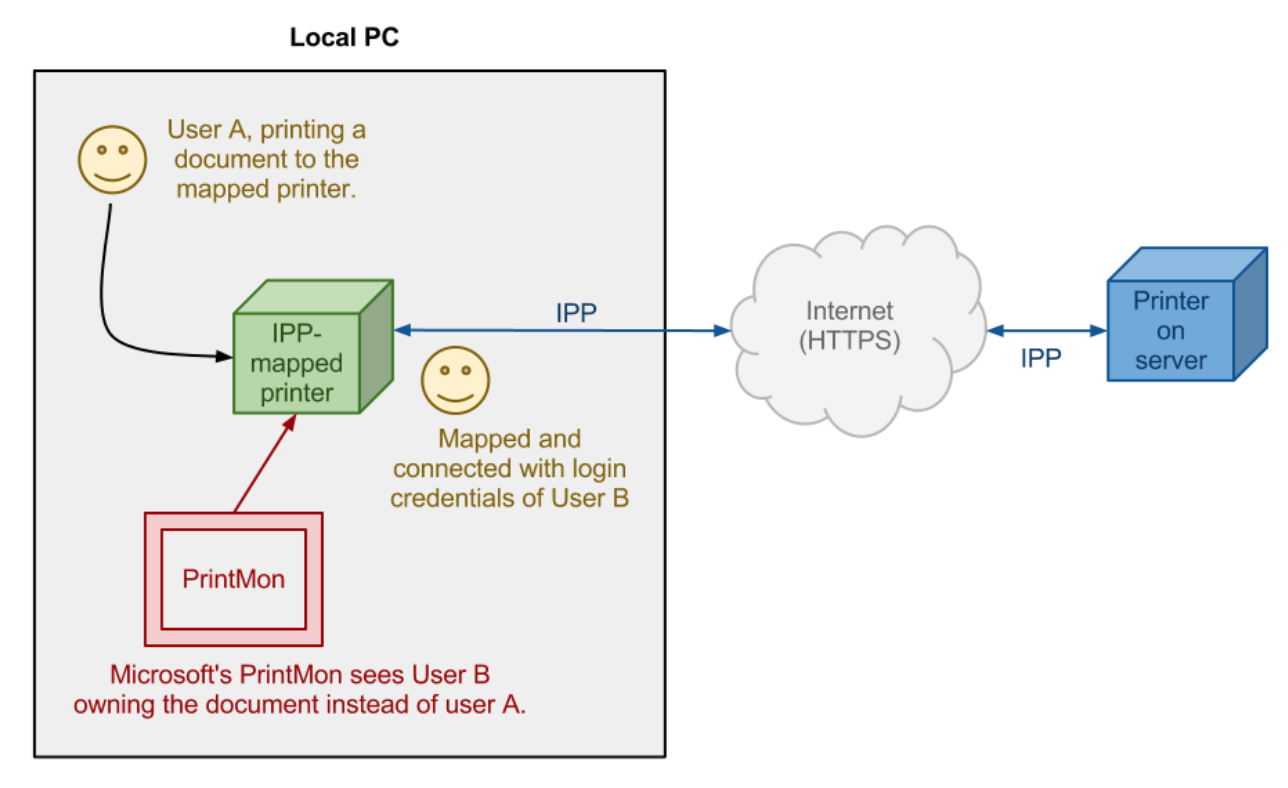 Local PC
User A, printing a
document to the
mapped printer.
IPP-
mapped
printer
IPP
Mapped and
connected with login
credentials of User B
Internet
(HTTPS)
IPP
Printer
on
server
PrintMon
Microsoft's PrintMon sees User B
owning the document instead of user A.